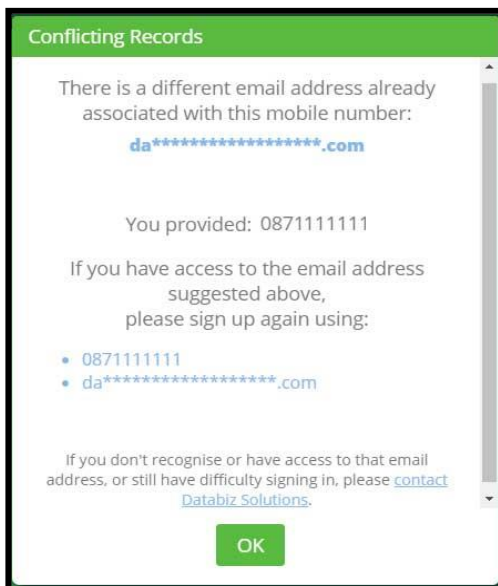 Conflicting Records
There is a different email address already
associated with this mobile number:
da******************.com
You provided: 0871111111
If you have access to the email address
suggested above,
please sign up again using:
• 0871111111
• da******************.com
If you don't recognise or have access to that email
address, or still have difficulty signing in, please contact
Databiz Solutions.
OK